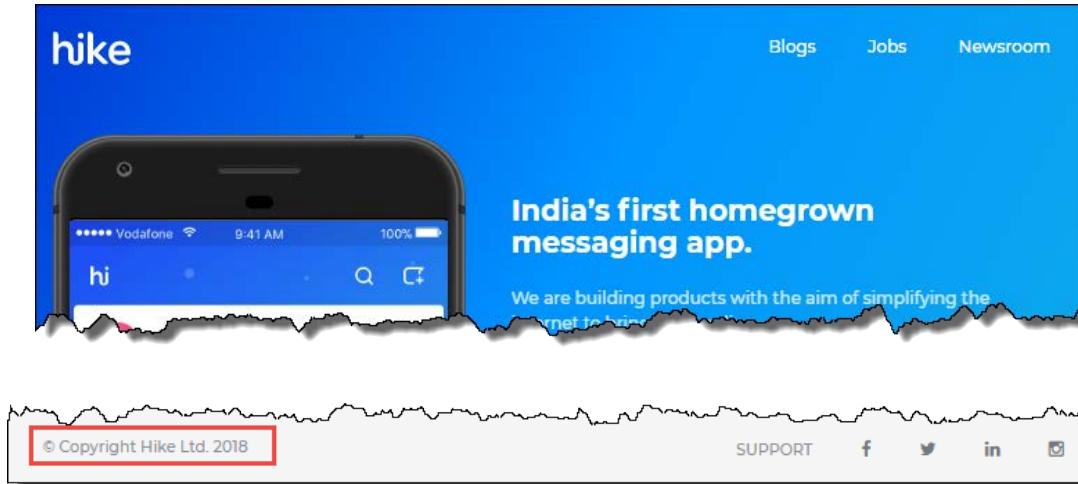 hike
Blogs Jobs Newsroom
Vodafone 9:41 AM 100%
hi
India's first homegrown
messaging app.
We are building products with the aim of simplifying the
to
© Copyright Hike Ltd. 2018
SUPPORT